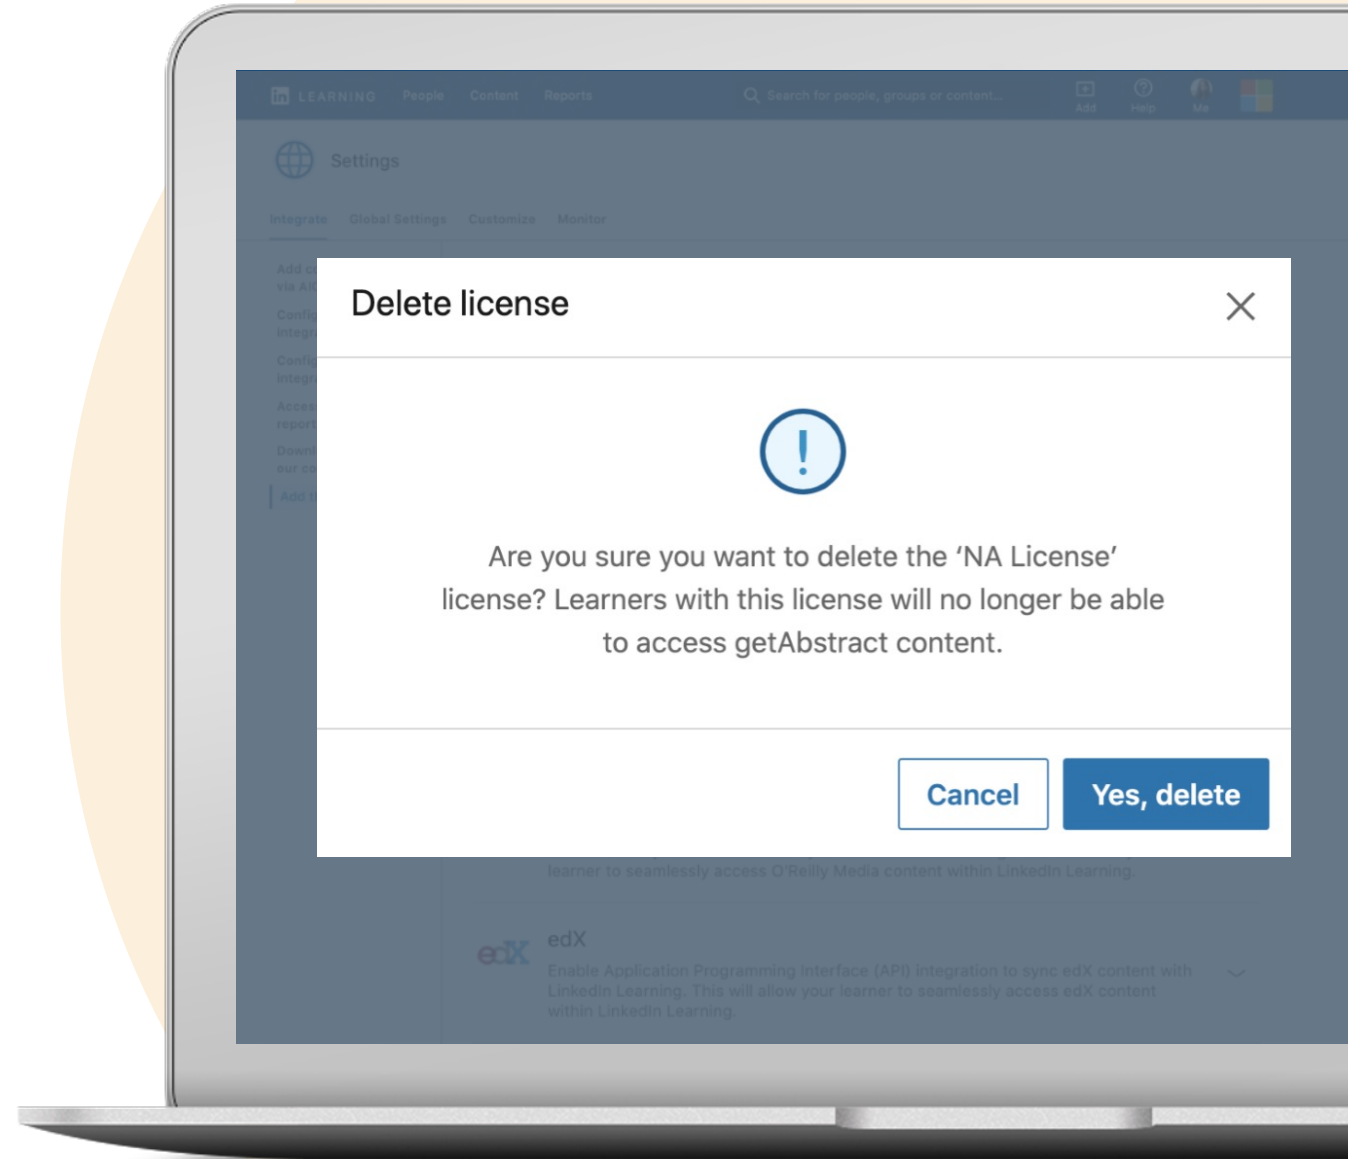 in LEARNING People Content Reports Search for people, groups or content... Add Help Me
Settings
Integrate Global Settings Customize Monitor
Add
via
Delete license
Are you sure you want to delete the ‘NA License’
license? Learners with this license will no longer be able
to access getAbstract content.
Cancel Yes, delete
learner to seamlessly access O'Reilly Media content within LinkedIn Learning.
edX edX
Enable Application Programming Interface (API) integration to sync edX content with
LinkedIn Learning. This will allow your learner to seamlessly access edX content
within LinkedIn Learning.